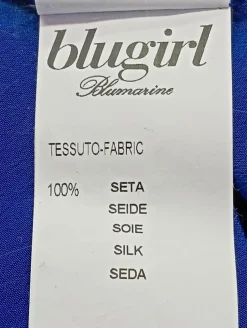 blugirl
Blumarine
TESSUTO-FABRIC
100% SETA
SEIDE
SOIE
SILK
SEDA